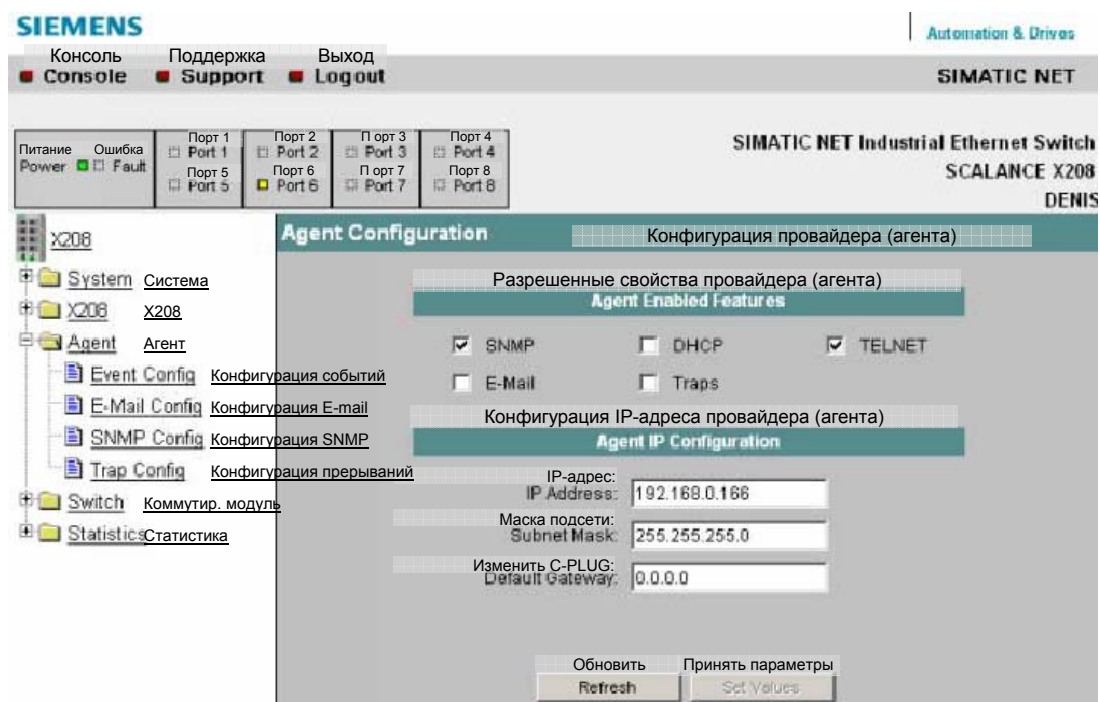 SIEMENS
Automation & Drives
Консоль Поддержка Выход
Console Support Logout
SIMATIC NET
Порт 1 Порт 2 П орт 3 Порт 4
Питание Ошибка Port 1 Port 2 Port 3 Port 4
Power Fault Порт 5 Порт 6 П орт 7 Порт 8
Port 5 Port 6 Port 7 Port 8
SIMATIC NET Industrial Ethernet Switch
SCALANCE X208
DENIS
X208
Agent Configuration Конфигурация провайдера (агента)
System Система
X208 X208
Agent Агент
Event Config Конфигурация событий
E-Mail Config Конфигурация E-mail
SNMP Config Конфигурация SNMP
Trap Config Конфигурация прерываний
Switch Коммутир. модуль
Statistics Статистика
Разрешенные свойства провайдера (агента)
Agent Enabled Features
SNMP DHCP TELNET
E-Mail Traps
Конфигурация IP-адреса провайдера (агента)
Agent IP Configuration
IP-адрес:
IP Address: 192.168.0.166
Маска подсети:
Subnet Mask: 255.255.255.0
Изменить C-PLUG:
Default Gateway: 0.0.0.0
Обновить Принять параметры
Refresh Set Values